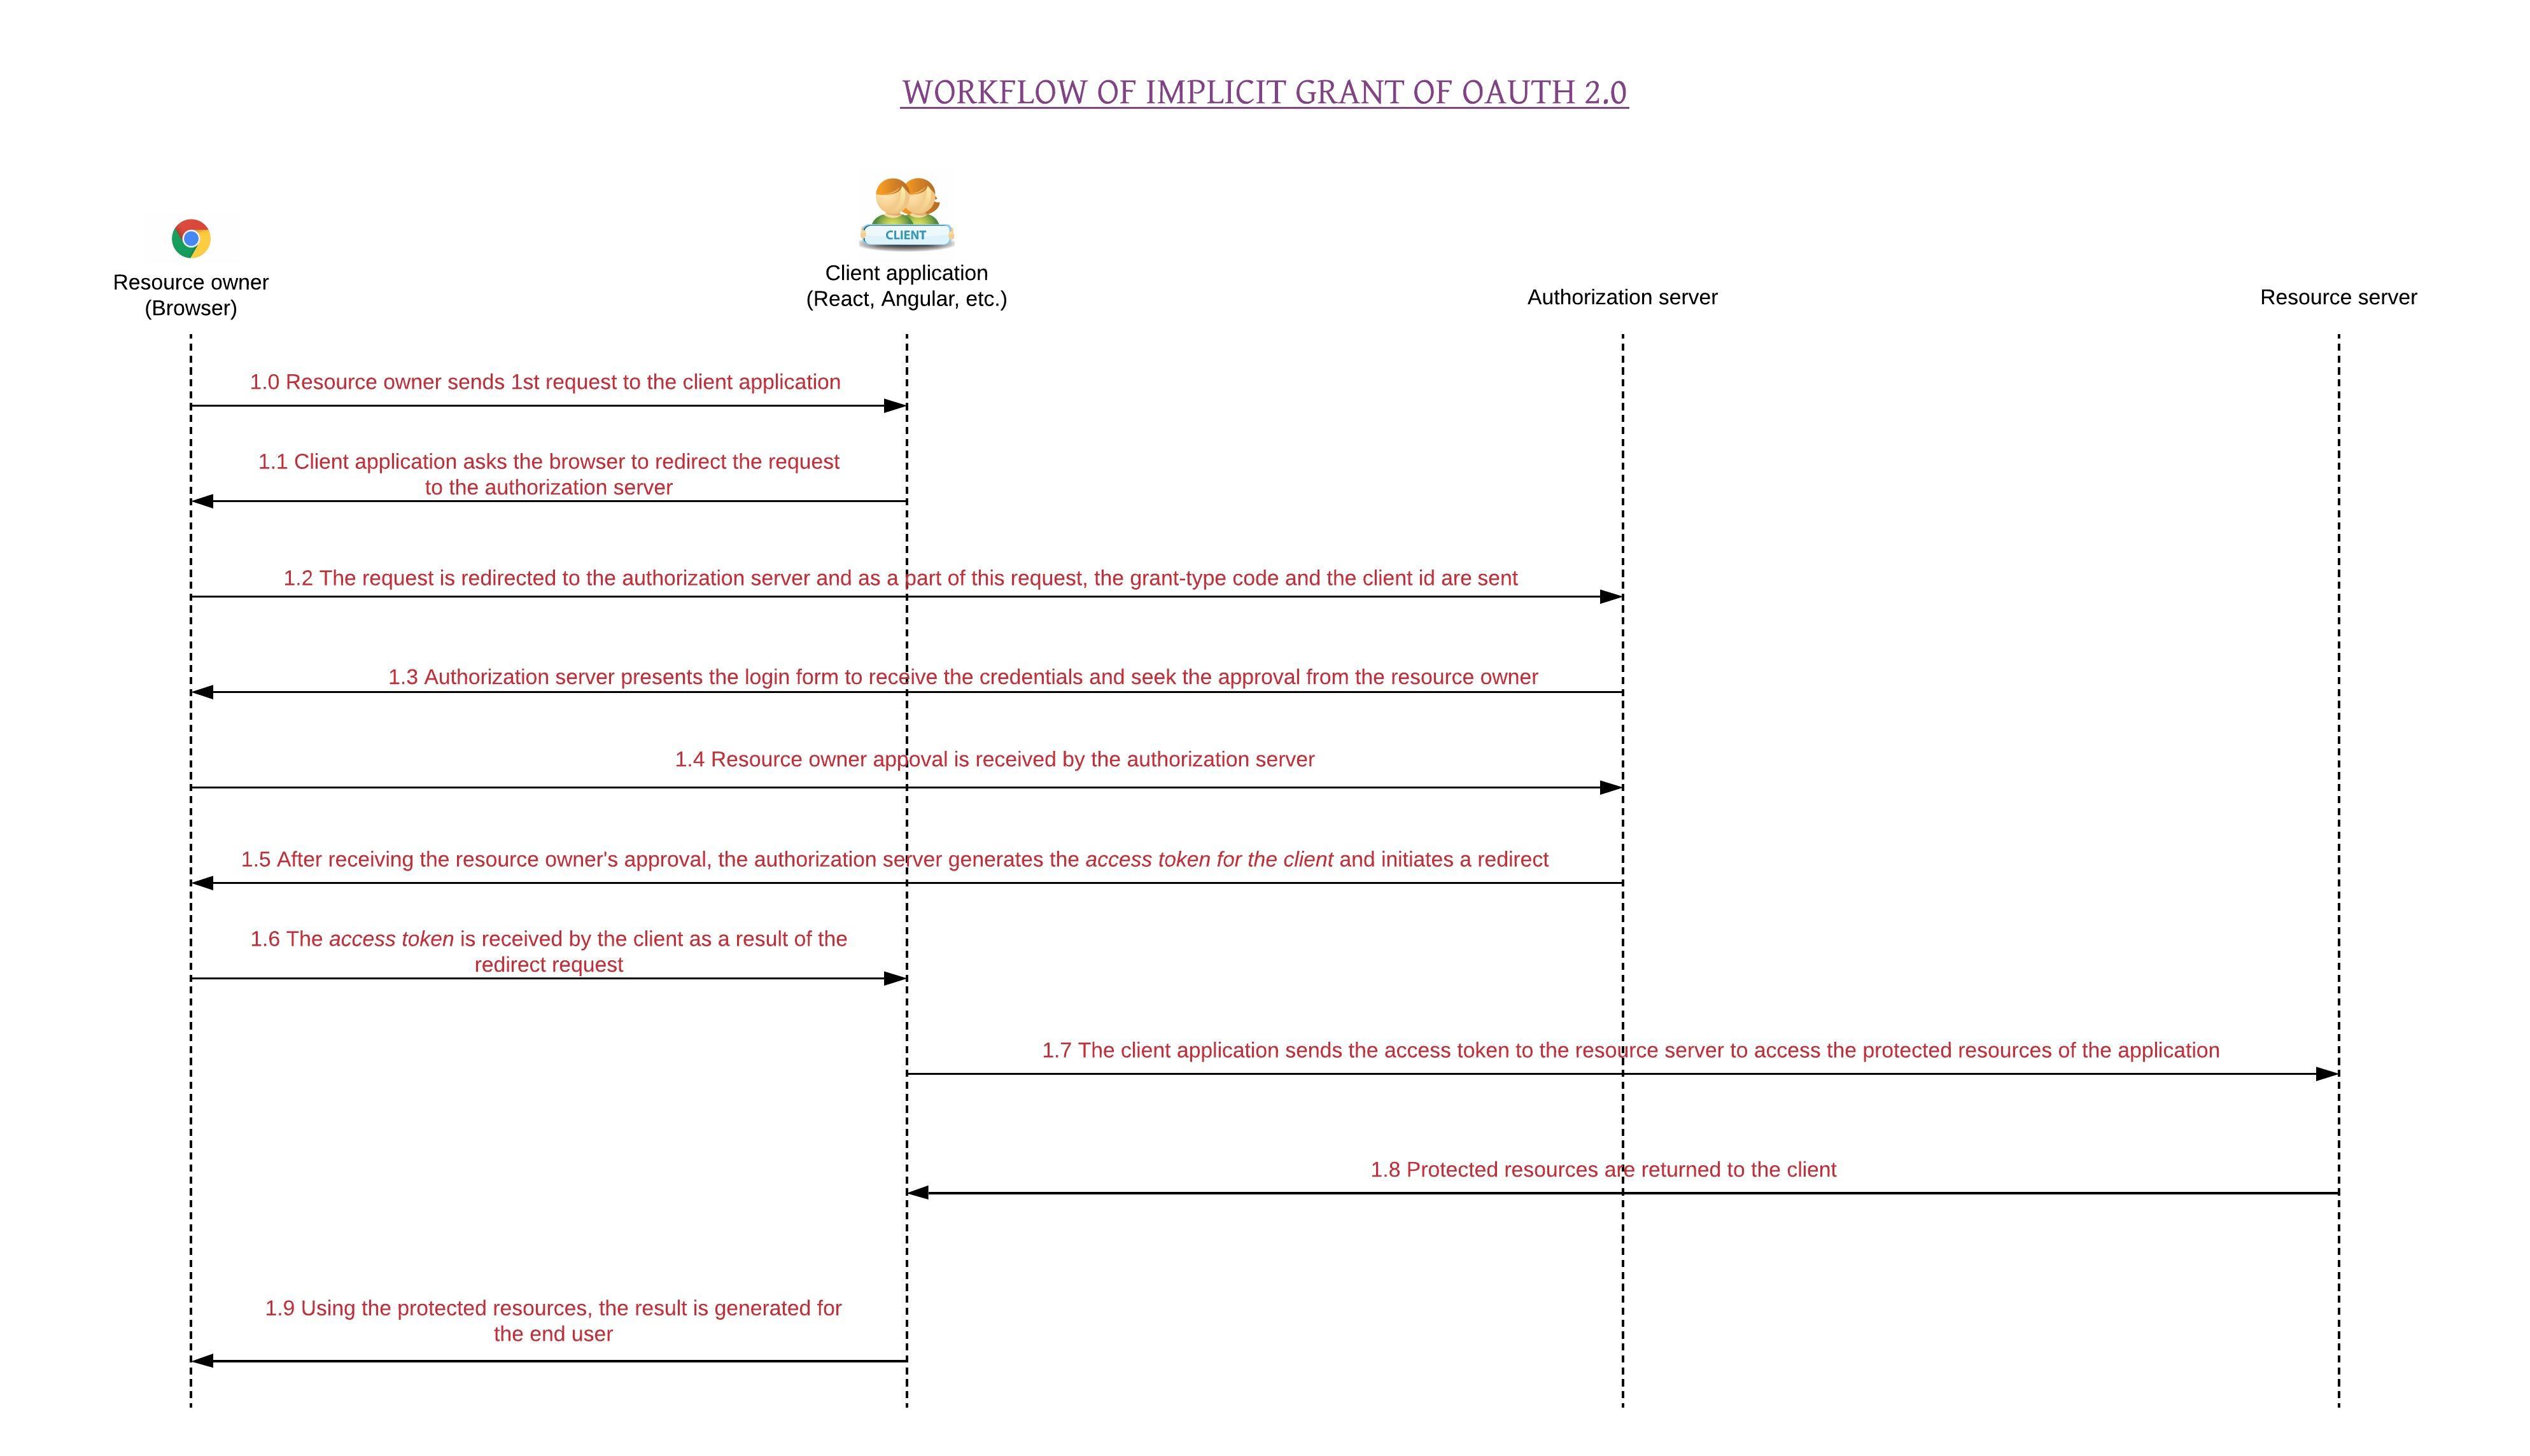 WORKFLOW OF IMPLICIT GRANT OF OAUTH 2.0
CLIENT
Resource owner
(Browser)
Client application
(React, Angular, etc.)
Authorization server
Resource server
1.0 Resource owner sends 1st request to the client application
1.1 Client application asks the browser to redirect the request
to the authorization server
1.2 The request is redirected to the authorization server and as a part of this request, the grant-type code and the client id are sent
1.3 Authorization server presents the login form to receive the credentials and seek the approval from the resource owner
1.4 Resource owner appoval is received by the authorization server
1.5 After receiving the resource owner's approval, the authorization server generates the access token for the client and initiates a redirect
1.6 The access token is received by the client as a result of the
redirect request
1.7 The client application sends the access token to the resource server to access the protected resources of the application
1.8 Protected resources are returned to the client
1.9 Using the protected resources, the result is generated for
the end user